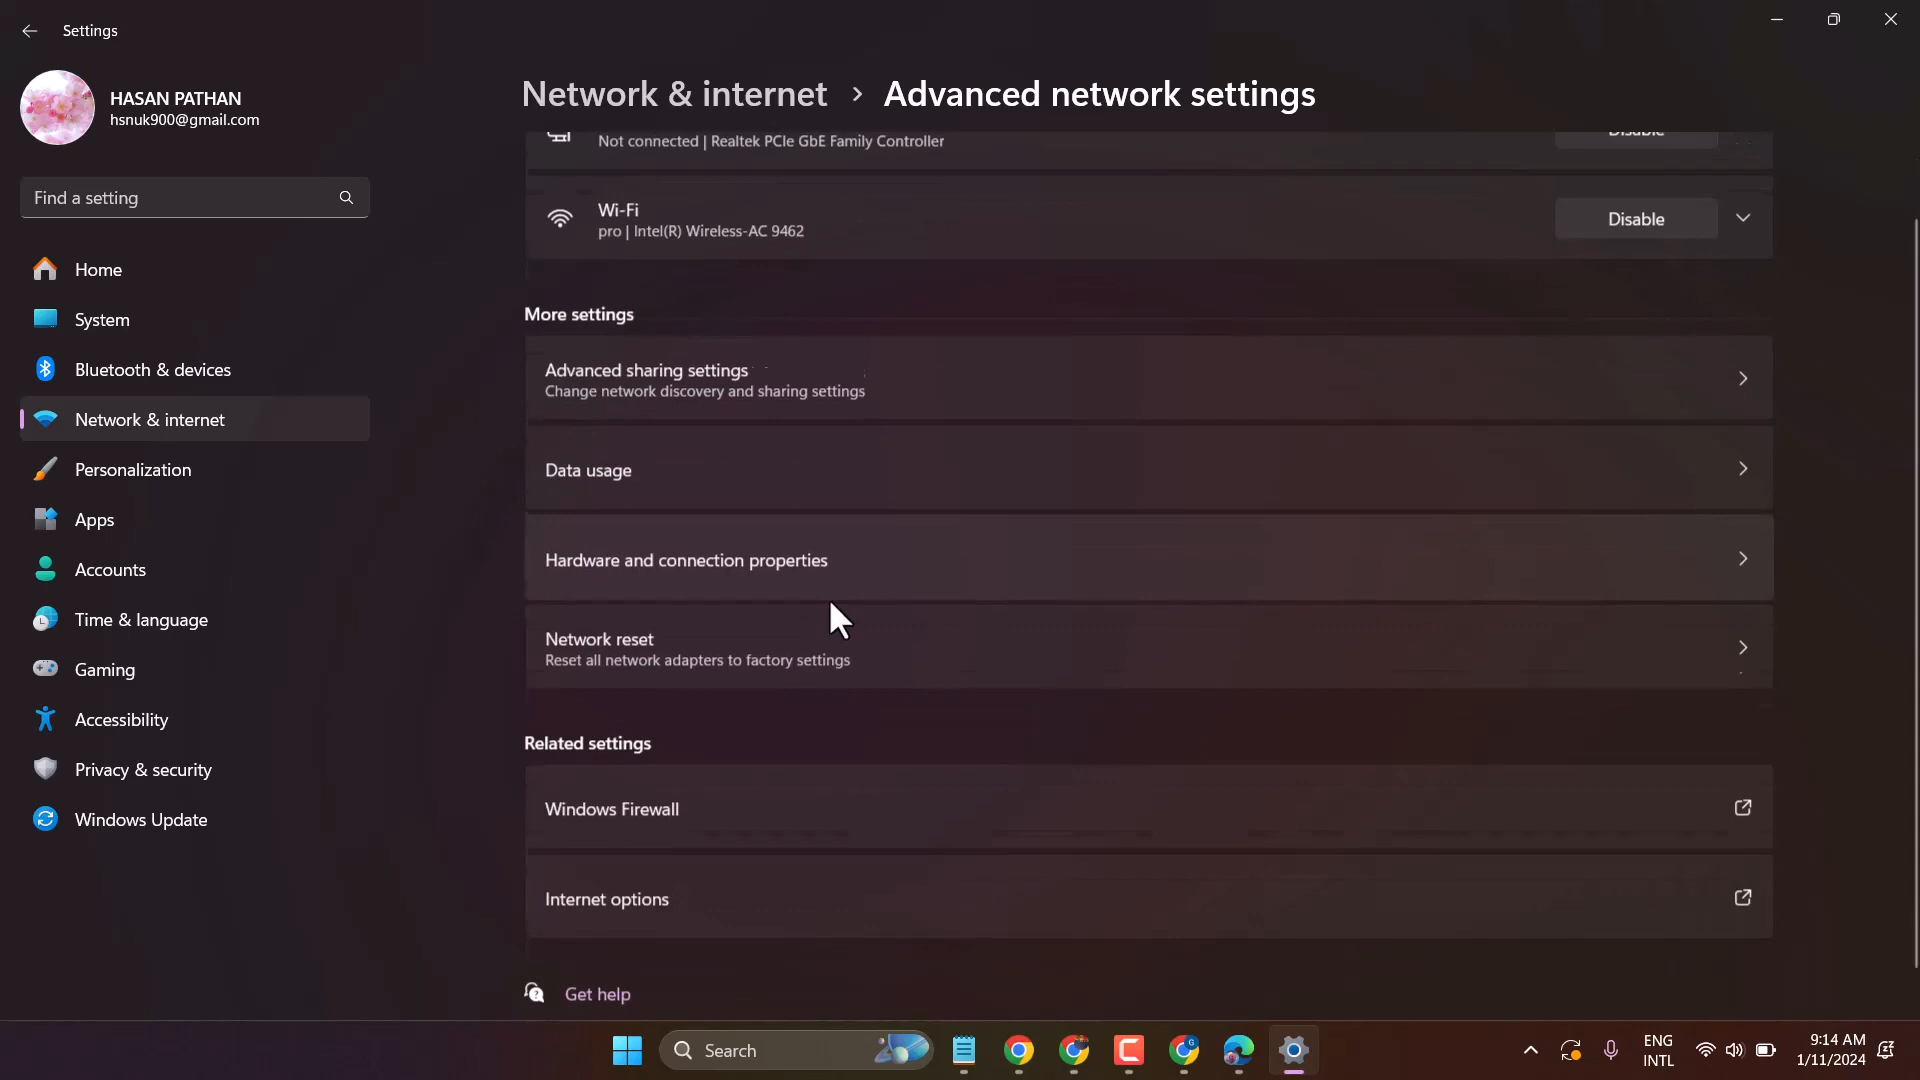 Settings
HASAN PATHAN
hsnuk900@gmail.com
Find a setting
Home
System
Bluetooth & devices
Network & internet
Personalization
Apps
Accounts
Time & language
Gaming
Accessibility
Privacy & security
Windows Update
Network & internet > Advanced network settings
Not connected | Realtek PCIe GbE Family Controller
Disable
Wi-Fi
pro | Intel(R) Wireless-AC 9462
Disable
More settings
Advanced sharing settings
Change network discovery and sharing settings
Data usage
Hardware and connection properties
Network reset
Reset all network adapters to factory settings
Related settings
Windows Firewall
Internet options
Get help
Search
ENG
INTL
9:14 AM
1/11/2024